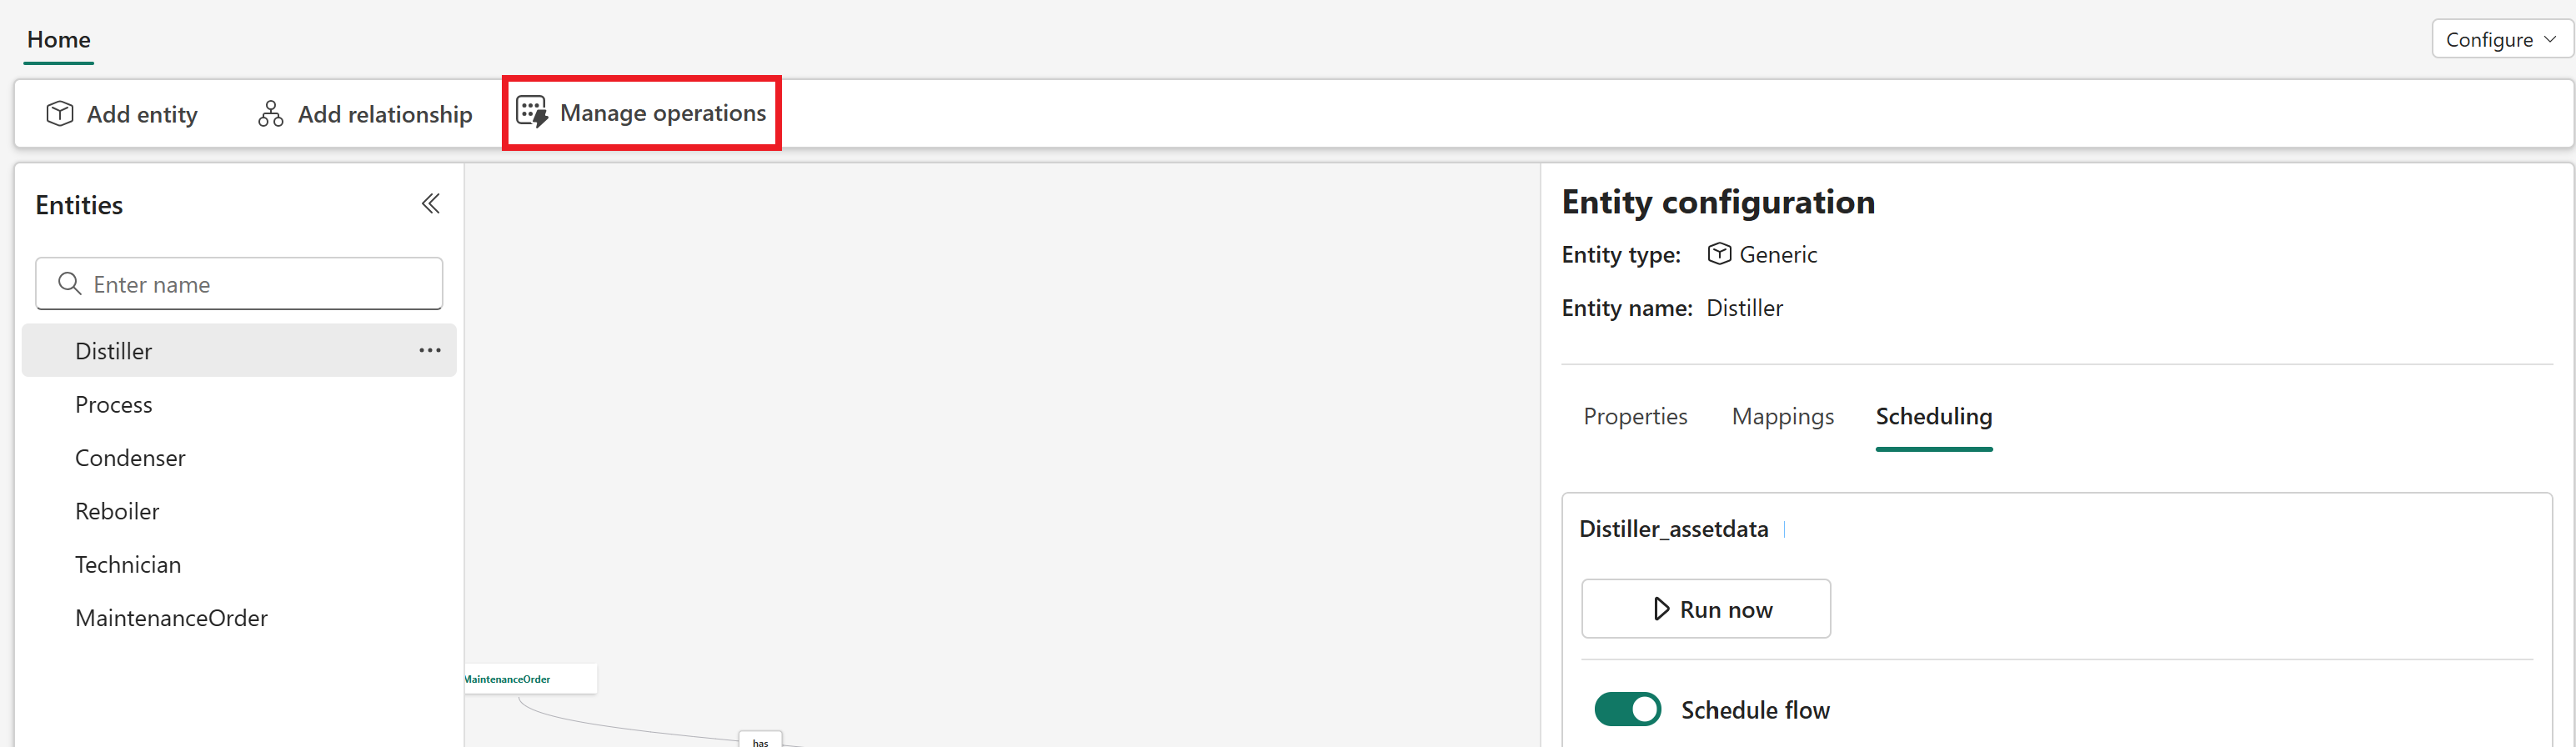 Home
Configure
Add entity
Add relationship
Manage operations
Entities
Enter name
Distiller
Process
Condenser
Reboiler
Technician
MaintenanceOrder
MaintenanceOrder
has
Entity configuration
Entity type: Generic
Entity name: Distiller
Properties Mappings Scheduling
Distiller_assetdata
Run now
Schedule flow